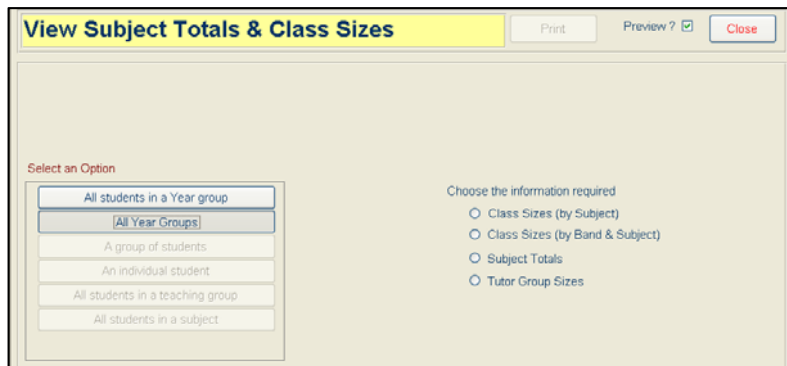 View Subject Totals & Class Sizes
Print
Preview ?
Close
Select an Option
All students in a Year group
All Year Groups
A group of students
An individual student
All students in a teaching group
All students in a subject
Choose the information required
Class Sizes (by Subject)
Class Sizes (by Band & Subject)
Subject Totals
Tutor Group Sizes